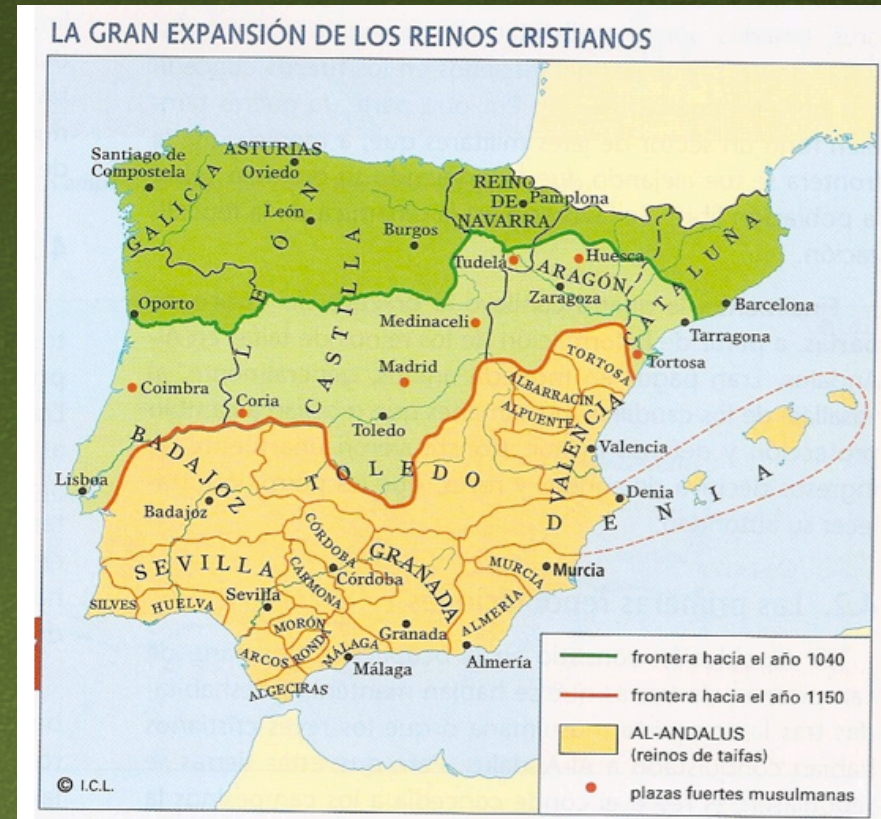 LA GRAN EXPANSIÓN DE LOS REINOS CRISTIANOS
Santiago de
Compostela
ASTURIAS
Oviedo
GALICIA
León
LEÓN
Burgos
CASTILLA
REINO
DE
NAVARRA
Pamplona
Tudela
Huesca
ARAGÓN
Zaragoza
CATALUÑA
Barcelona
Tarragona
Tortosa
Oporto
Medinaceli
Madrid
Coimbra
Coria
Toledo
TORTOSA
ALBARRACÍN
ALPUENTE
VALENCIA
Valencia
Lisboa
BADAJOZ
Badajoz
TOLEDO
Denia
DENIA
SEVILLA
Sevilla
CÓRDOBA
Córdoba
CARMONA
GRANADA
Granada
MURCIA
Murcia
ALMERÍA
Almería
SILVES
HUELVA
MORÓN
ARCOS
RONDA
MÁLAGA
Málaga
ALGECIRAS
frontera hacia el año 1040
frontera hacia el año 1150
AL-ANDALUS
(reinos de taifas)
plazas fuertes musulmanas
© I.C.L.